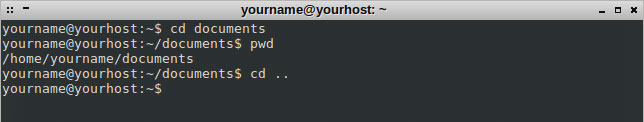 yourname@yourhost: ~
yourname@yourhost:~$ cd documents
yourname@yourhost:~/documents$ pwd
/home/yourname/documents
yourname@yourhost:~/documents$ cd ..
yourname@yourhost:~$